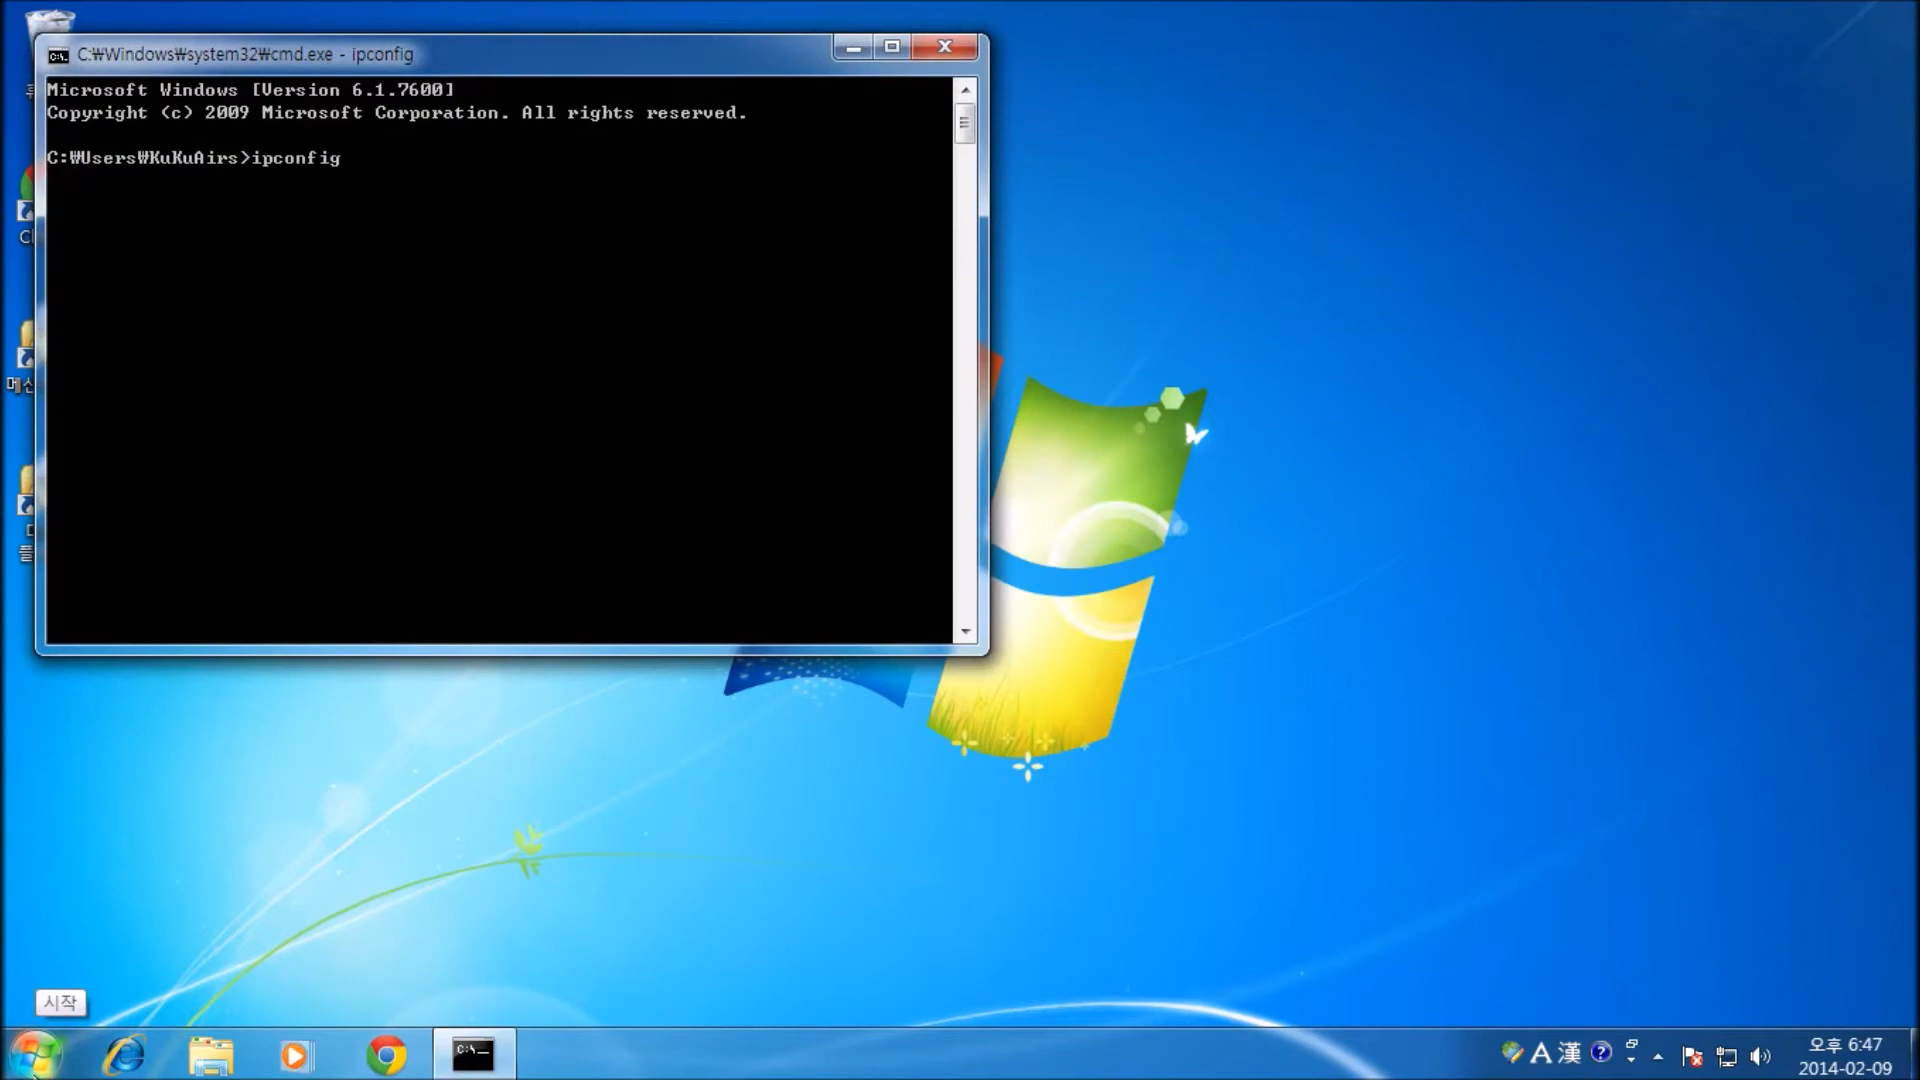 C:₩Windows₩system32₩cmd.exe - ipconfig
Microsoft Windows [Version 6.1.7600]
Copyright (c) 2009 Microsoft Corporation. All rights reserved.
C:₩Users₩KuKuAirs>ipconfig
시작
C:\
A 漢
오후 6:47
2014-02-09